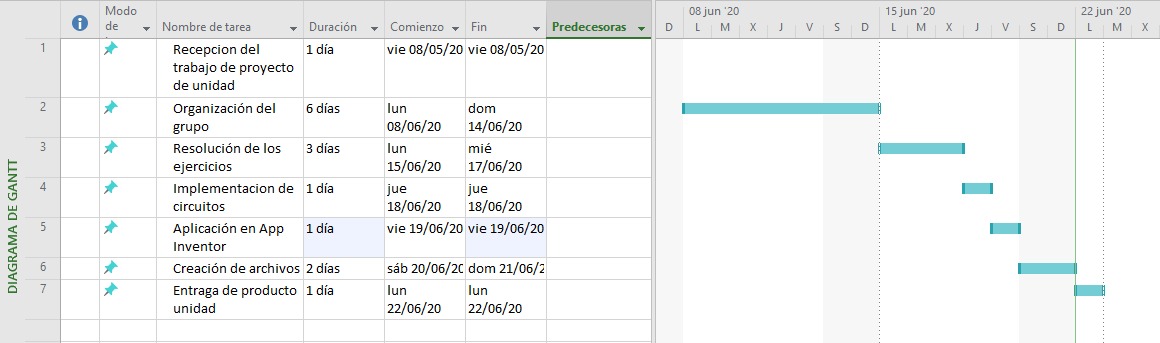 Modo de
Nombre de tarea
Duración
Comienzo
Fin
Predecesoras
08 jun '20
15 jun '20
22 jun '20
D L M X J V S D L M X J V S D L M X
DIAGRAMA DE GANTT
1
Recepcion del
trabajo de proyecto
de unidad
1 día
vie 08/05/20
vie 08/05/20
2
Organización del
grupo
6 días
lun
08/06/20
dom
14/06/20
3
Resolución de los
ejercicios
3 días
lun
15/06/20
mié
17/06/20
4
Implementacion de
circuitos
1 día
jue
18/06/20
jue
18/06/20
5
Aplicación en App
Inventor
1 día
vie 19/06/20
vie 19/06/20
6
Creación de archivos
2 días
sáb 20/06/20
dom 21/06/2
7
Entraga de producto
unidad
1 día
lun
22/06/20
lun
22/06/20